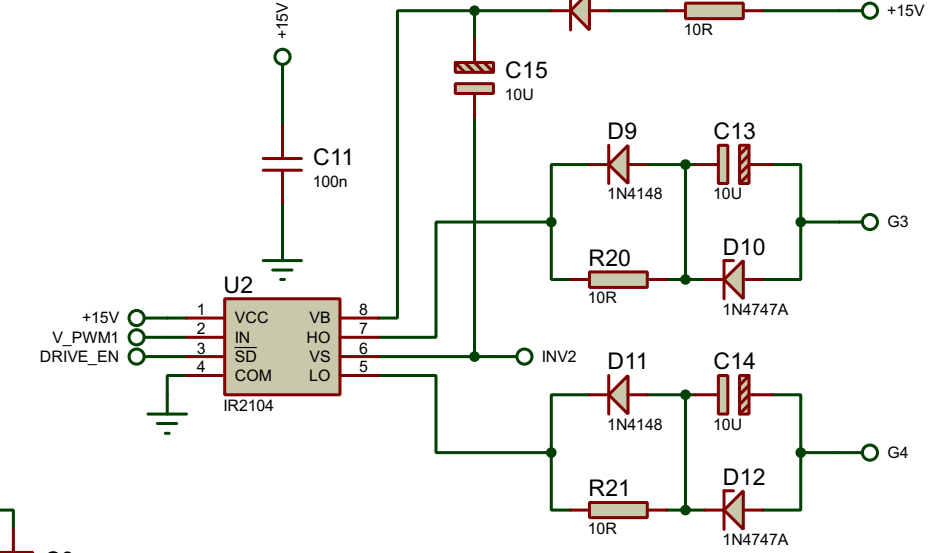 +15V
+15V
10R
C15
10U
C11
100n
D9
1N4148
C13
10U
R20
10R
D10
1N4747A
G3
U2
+15V
V_PWM1
DRIVE_EN
1
2
3
4
VCC
IN
SD
COM
VB
HO
VS
LO
8
7
6
5
IR2104
INV2
D11
1N4148
C14
10U
R21
10R
D12
1N4747A
G4